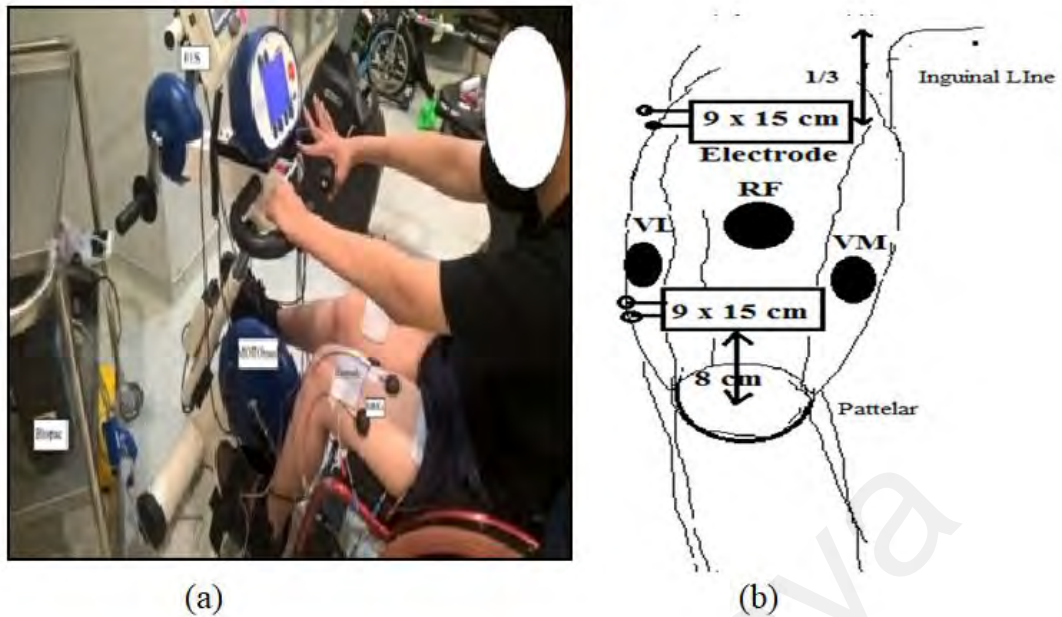 FES
MOTOmed
Biopac
1/3
Inguinal LIne
9 x 15 cm
Electrode
RF
VL
VM
9 x 15 cm
8 cm
Pattelar
(a)
(b)